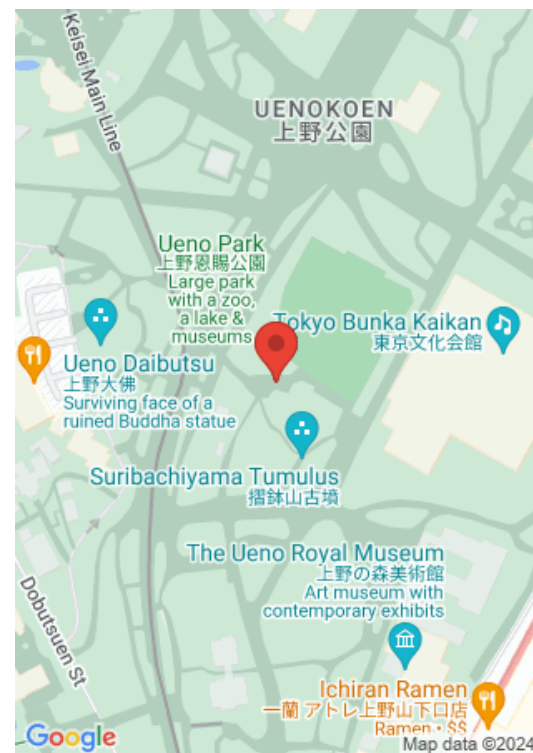 Keisei Main Line
UENOKOEN
上野公園
Ueno Park
上野恩賜公園
Large park
with a zoo,
a lake &
museums
Tokyo Bunka Kaikan
東京文化会館
Ueno Daibutsu
上野大佛
Surviving face of a
ruined Buddha statue
Suribachiyama Tumulus
摺鉢山古墳
The Ueno Royal Museum
上野の森美術館
Art museum with
contemporary exhibits
Dobutsuen St
Ichiran Ramen
一蘭 アトレ上野山下口店
Ramen • $$
Google
Map data ©2024